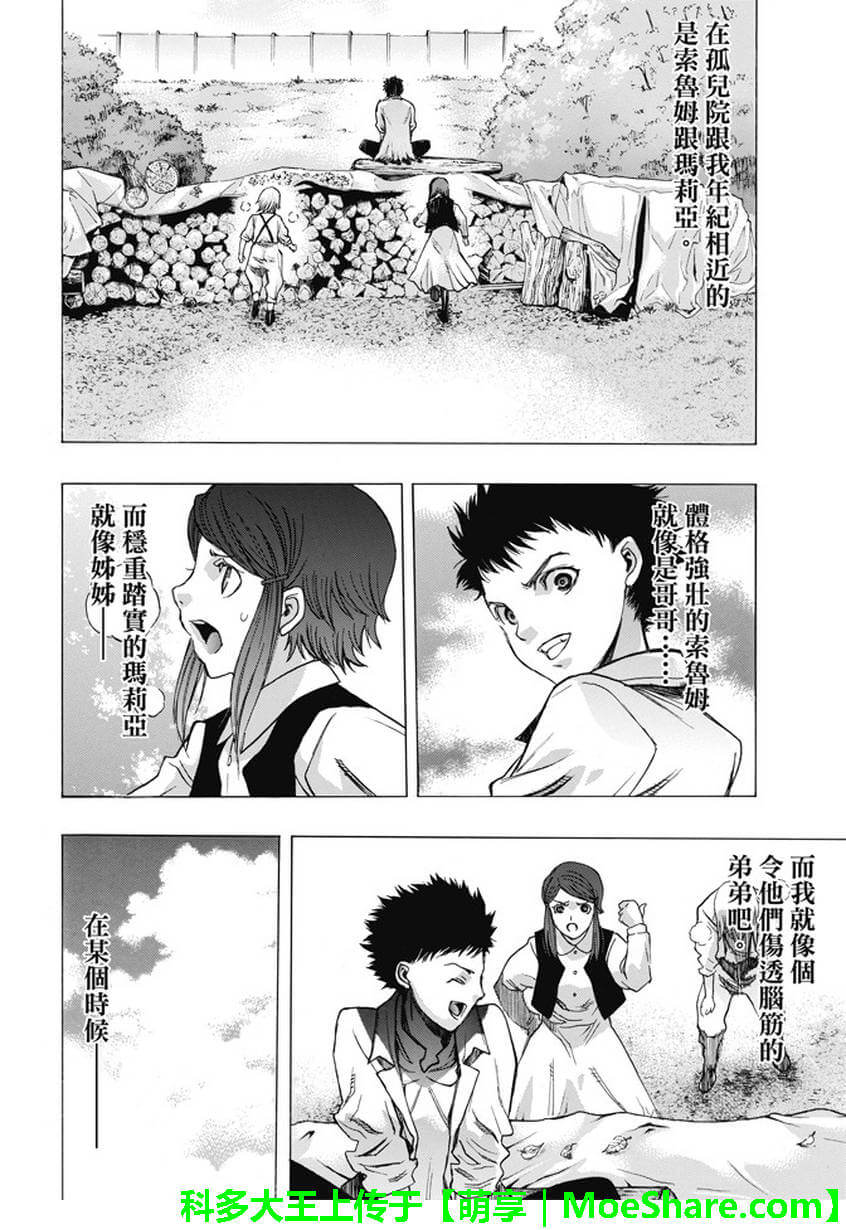 在孤兒院跟我年紀相近的
是索魯姆跟瑪莉亞。
體格強壯的索魯姆
就像是哥哥……
而穩重踏實的瑪莉亞
就像姊姊——
而我就像個
令他們傷透腦筋的
弟弟吧。
在某個時候——
科多大王上传于【萌享/MoeShare.com】